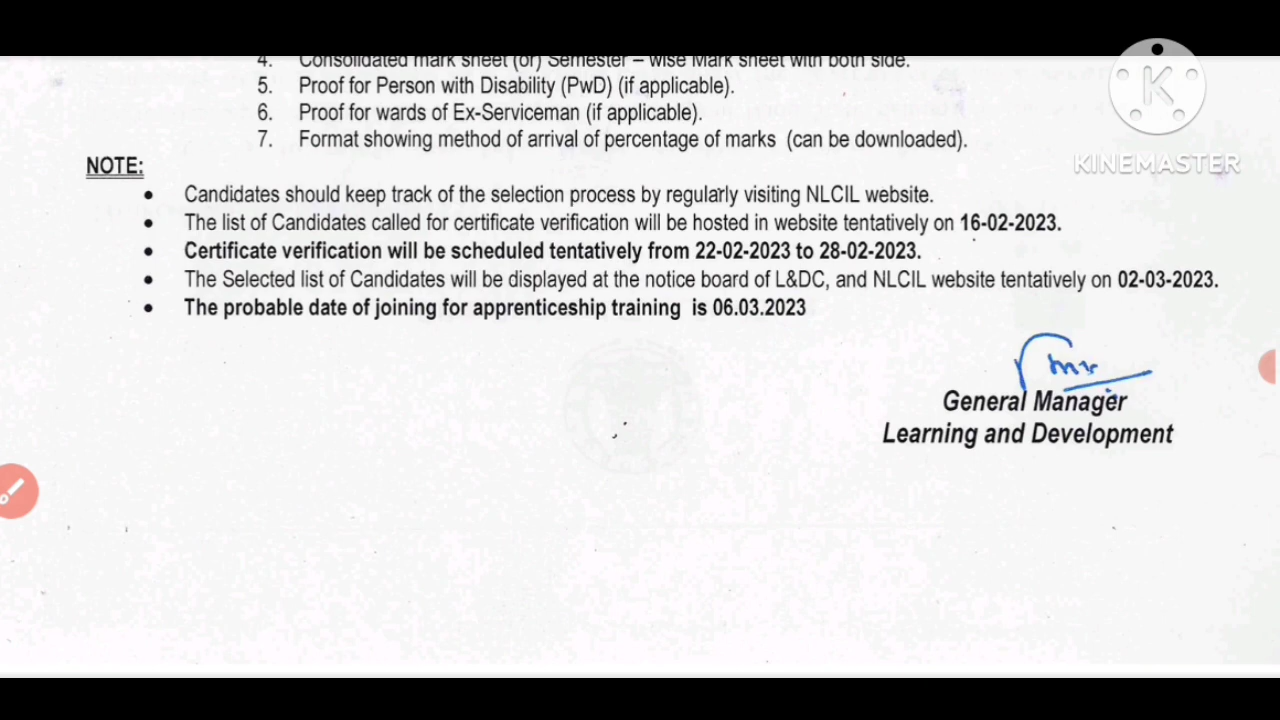 4. Consolidated mark sheet (or) Semester – wise Mark sheet with both side.
5. Proof for Person with Disability (PwD) (if applicable).
6. Proof for wards of Ex-Serviceman (if applicable).
7. Format showing method of arrival of percentage of marks (can be downloaded).
NOTE:
• Candidates should keep track of the selection process by regularly visiting NLCIL website.
• The list of Candidates called for certificate verification will be hosted in website tentatively on 16-02-2023.
• Certificate verification will be scheduled tentatively from 22-02-2023 to 28-02-2023.
• The Selected list of Candidates will be displayed at the notice board of L&DC, and NLCIL website tentatively on 02-03-2023.
• The probable date of joining for apprenticeship training is 06.03.2023
General Manager
Learning and Development
K
KINEMASTER